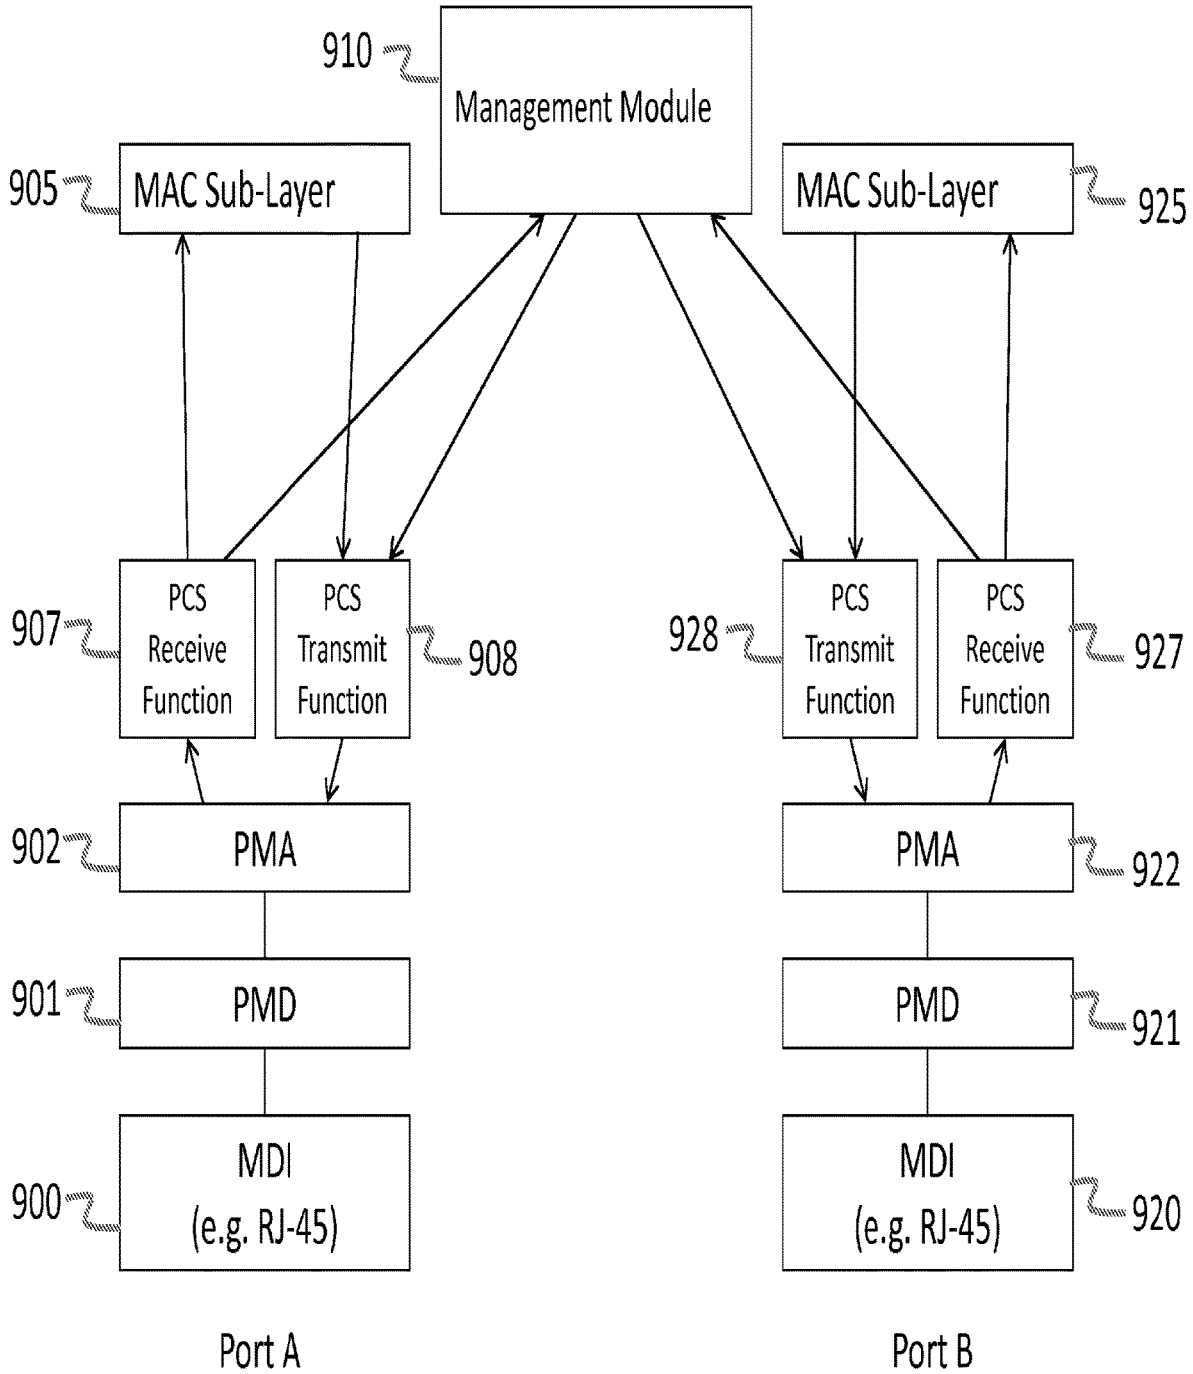 910
Management Module
905
MAC Sub-Layer
MAC Sub-Layer
925
907
PCS
Receive
Function
PCS
Transmit
Function
908
928
PCS
Transmit
Function
PCS
Receive
Function
927
902
PMA
PMA
922
901
PMD
PMD
921
900
MDI
(e.g. RJ-45)
MDI
(e.g. RJ-45)
920
Port A
Port B